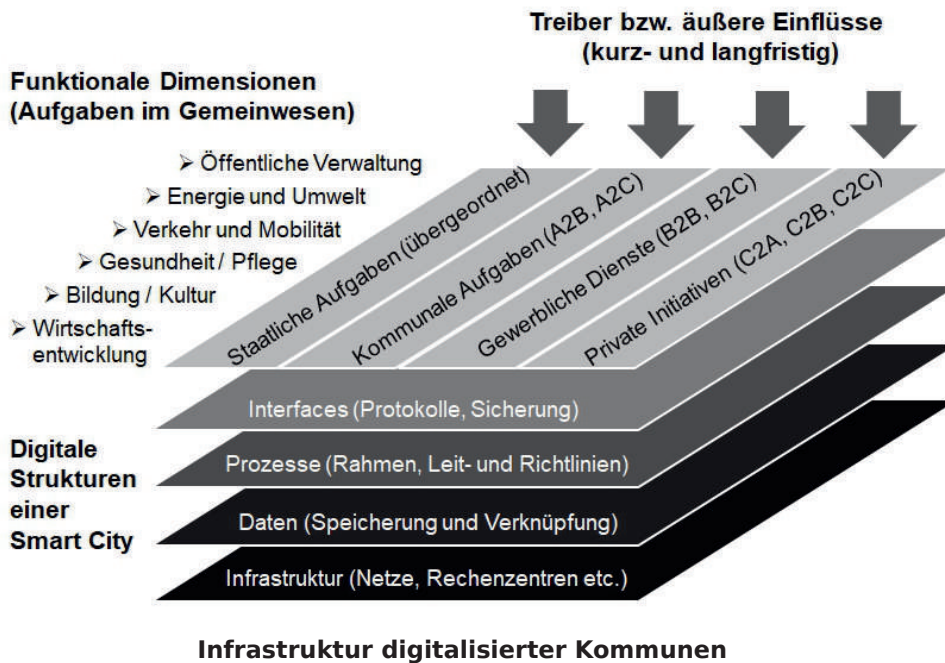 Treiber bzw. äußere Einflüsse
(kurz- und langfristig)
Funktionale Dimensionen
(Aufgaben im Gemeinwesen)
➢ Öffentliche Verwaltung
➢ Energie und Umwelt
➢ Verkehr und Mobilität
➢ Gesundheit / Pflege
➢ Bildung / Kultur
➢ Wirtschafts-
entwicklung
Staatliche Aufgaben (übergeordnet)
Kommunale Aufgaben (A2B, A2C)
Gewerbliche Dienste (B2B, B2C)
Private Initiativen (C2A, C2B, C2C)
Interfaces (Protokolle, Sicherung)
Digitale
Strukturen
einer
Smart City
Prozesse (Rahmen, Leit- und Richtlinien)
Daten (Speicherung und Verknüpfung)
Infrastruktur (Netze, Rechenzentren etc.)
Infrastruktur digitalisierter Kommunen